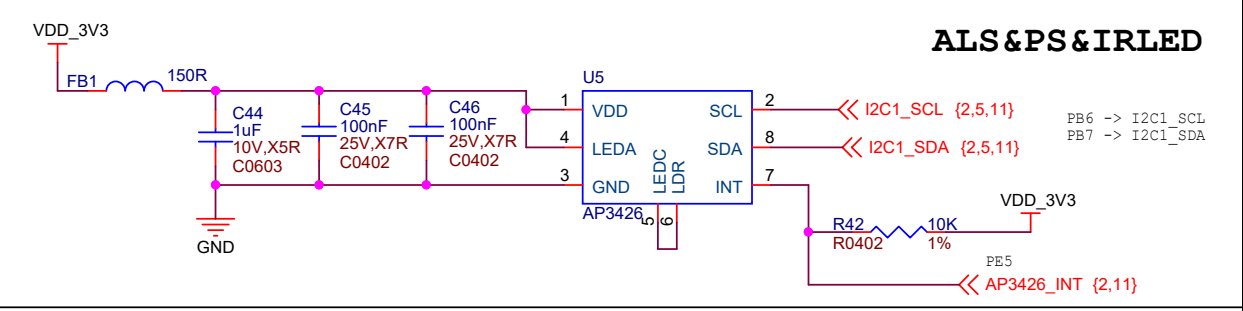 VDD_3V3
ALS&PS&IRLED
FB1
150R
U5
C44
1uF
10V,X5R
C0603
C45
100nF
25V,X7R
C0402
C46
100nF
25V,X7R
C0402
1
VDD
4
LEDA
3
GND
SCL
2
SDA
8
INT
7
LEDC
LDR
5
6
AP3426
I2C1_SCL {2,5,11}
I2C1_SDA {2,5,11}
PB6 -> I2C1_SCL
PB7 -> I2C1_SDA
GND
VDD_3V3
R42
10K
R0402
1%
PE5
AP3426_INT {2,11}